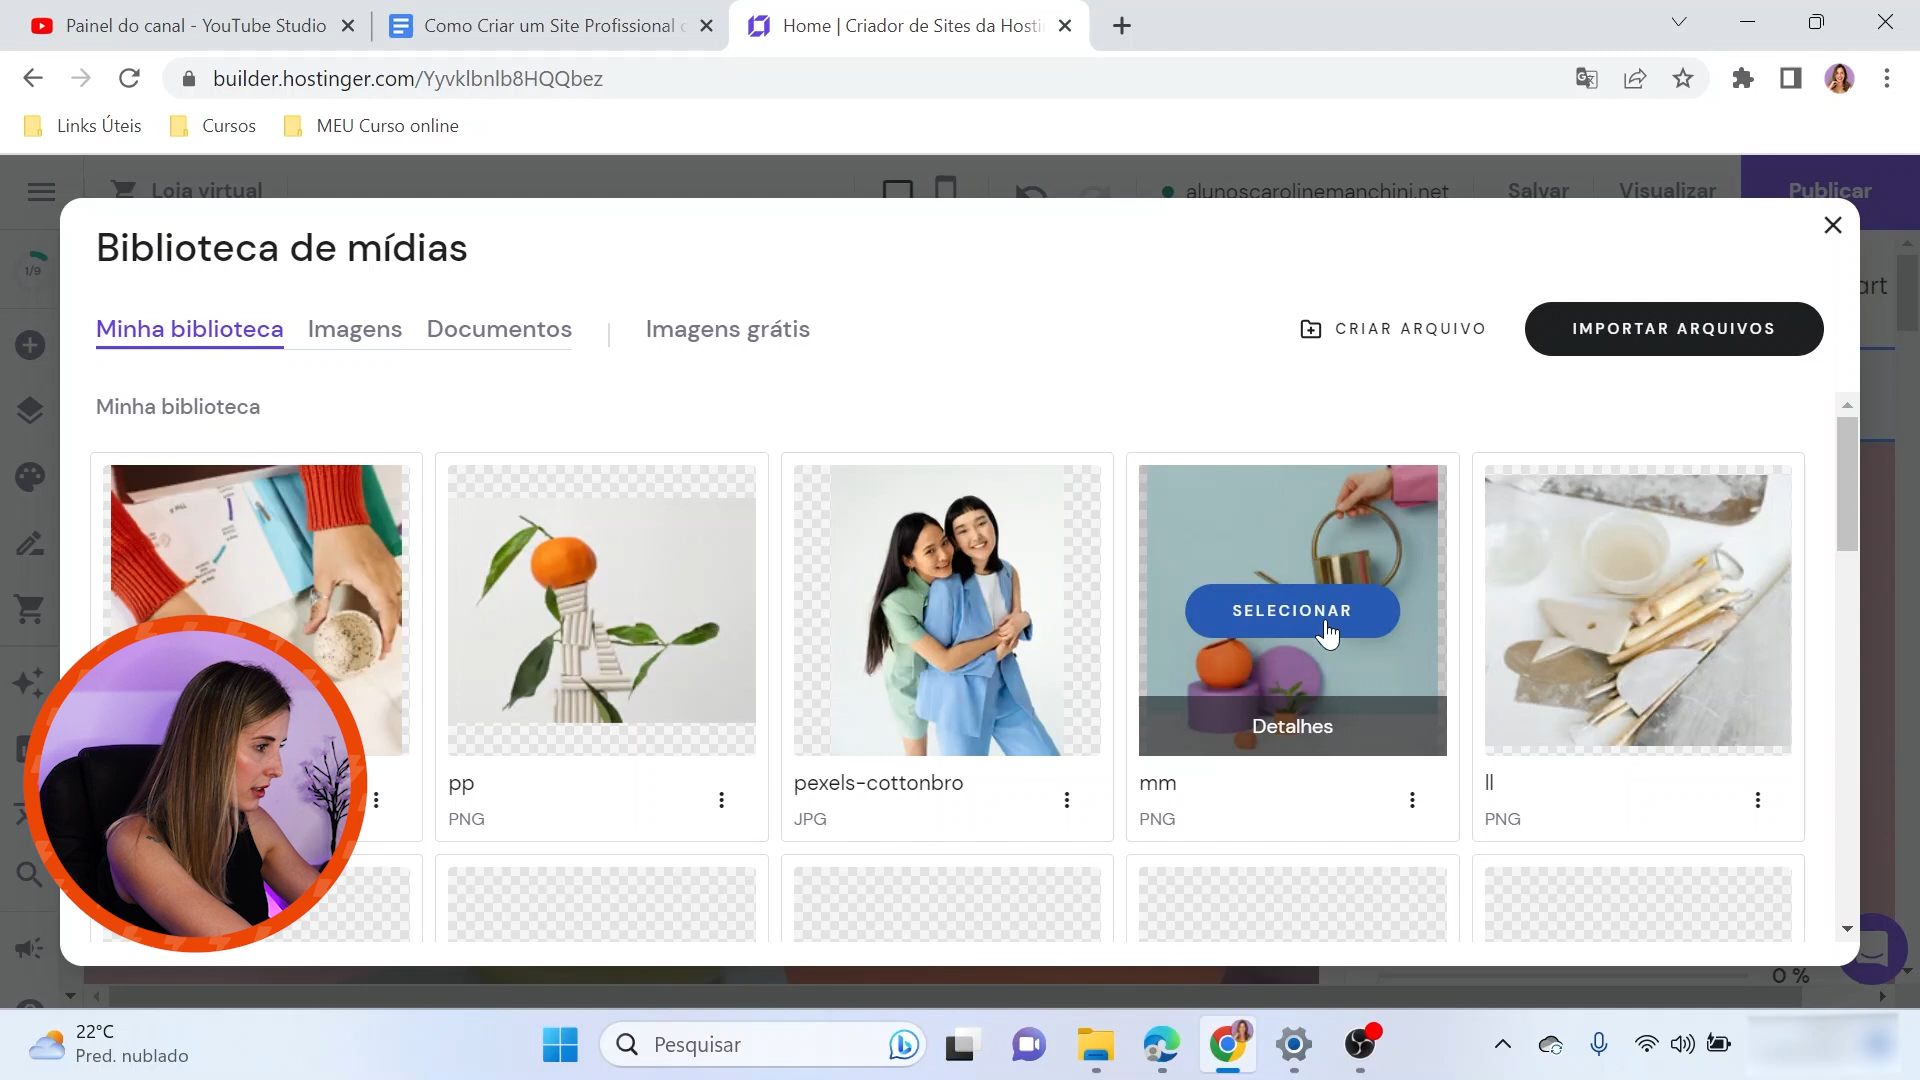 Painel do canal - YouTube Studio
Como Criar um Site Profissional
Home | Criador de Sites da Hosti
builder.hostinger.com/YyvklbnIb8HQQbez
Links Úteis
Cursos
MEU Curso online
Loja virtual
alunoscarolinemanchini.net
Salvar
Visualizar
Publicar
Biblioteca de mídias
1/9
art
Minha biblioteca
Imagens
Documentos
Imagens grátis
CRIAR ARQUIVO
IMPORTAR ARQUIVOS
Minha biblioteca
SELECIONAR
Detalhes
pp
PNG
pexels-cottonbro
JPG
mm
PNG
ll
PNG
0 %
22°C
Pred. nublado
Pesquisar